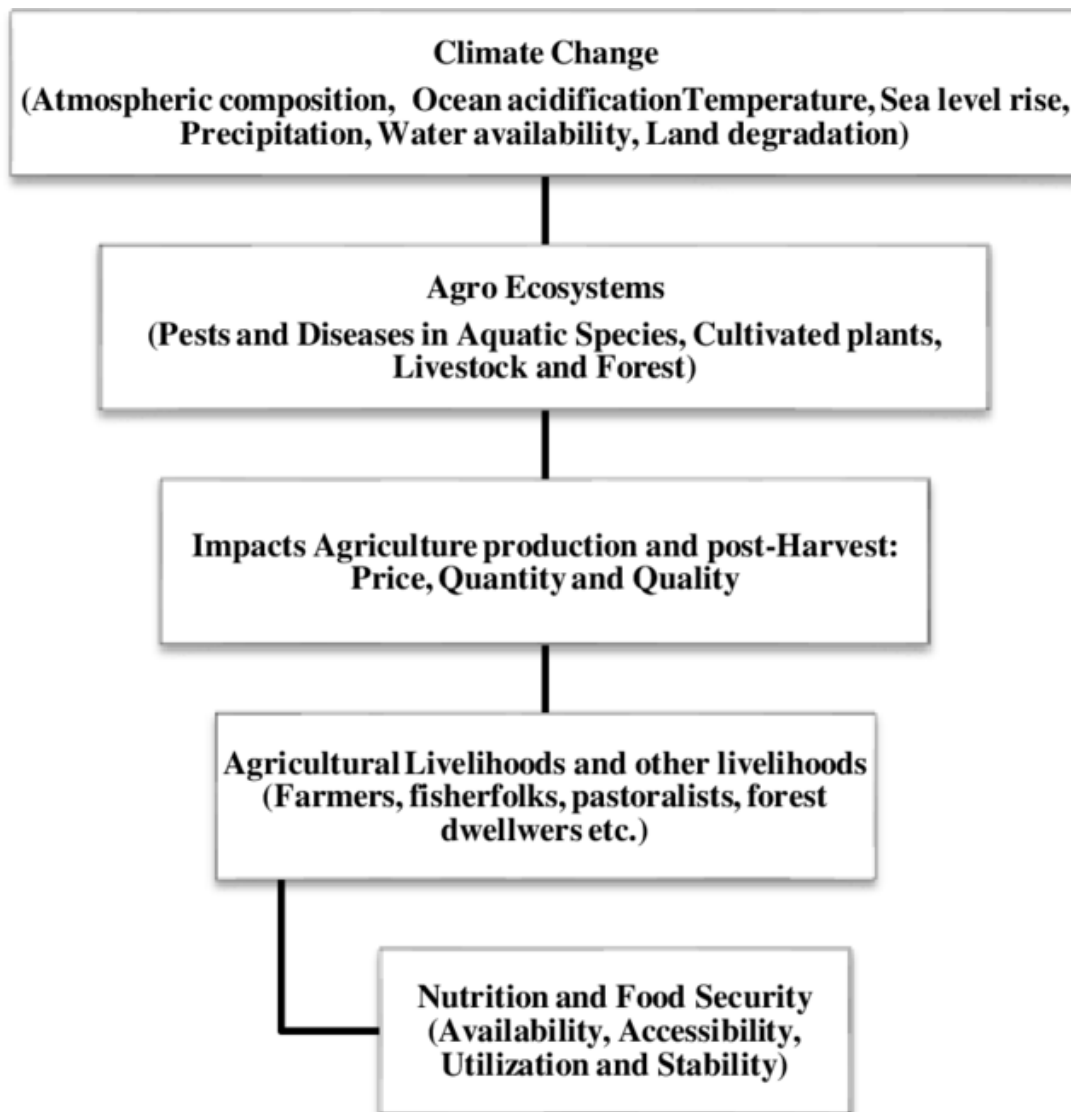 Climate Change
(Atmospheric composition, Ocean acidificationTemperature, Sea level rise,
Precipitation, Water availability, Land degradation)
Agro Ecosystems
(Pests and Diseases in Aquatic Species, Cultivated plants,
Livestock and Forest)
Impacts Agriculture production and post-Harvest:
Price, Quantity and Quality
Agricultural Livelihoods and other livelihoods
(Farmers, fisherfolks, pastoralists, forest
dwellwers etc.)
Nutrition and Food Security
(Availability, Accessibility,
Utilization and Stability)